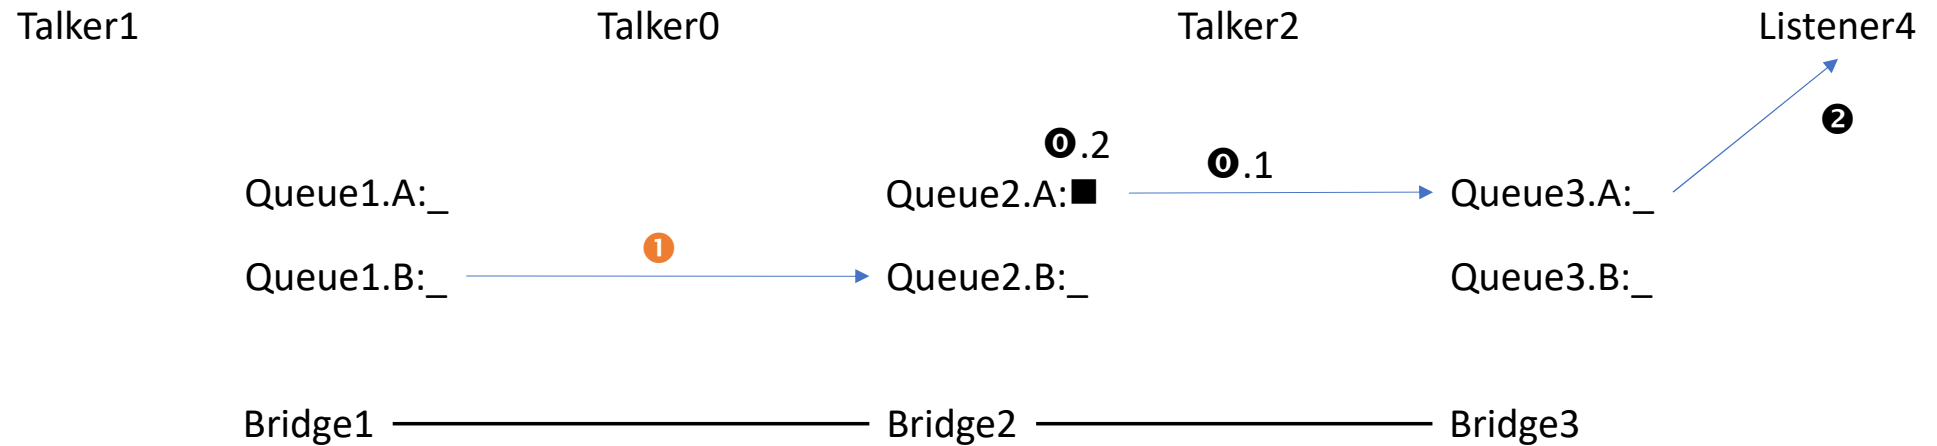 Talker1 Talker0 Talker2 Listener4
❷
⓿.2
⓿.1
Queue1.A:_ Queue2.A:■ Queue3.A:_
❶
Queue1.B:_ Queue2.B:_ Queue3.B:_
Bridge1 Bridge2 Bridge3